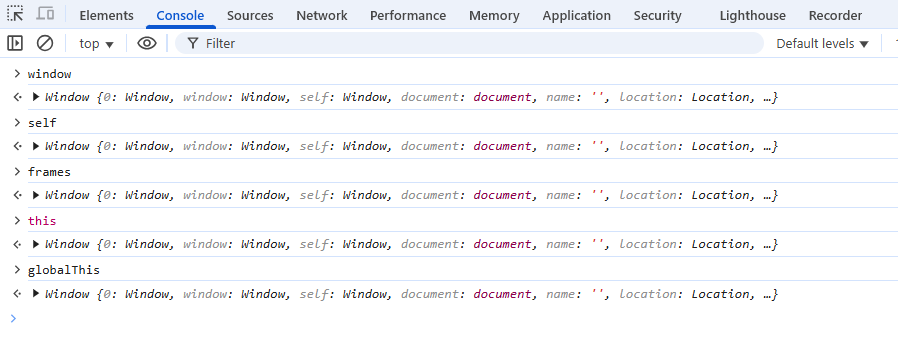 Elements Console Sources Network Performance Memory Application Security Lighthouse Recorder
top Filter Default levels
window
Window {0: Window, window: Window, self: Window, document: document, name: '', location: Location, …}
self
Window {0: Window, window: Window, self: Window, document: document, name: '', location: Location, …}
frames
Window {0: Window, window: Window, self: Window, document: document, name: '', location: Location, …}
this
Window {0: Window, window: Window, self: Window, document: document, name: '', location: Location, …}
globalThis
Window {0: Window, window: Window, self: Window, document: document, name: '', location: Location, …}